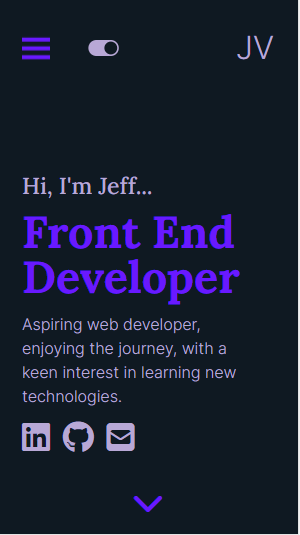 JV
Hi, I'm Jeff...
Front End
Developer
Aspiring web developer,
enjoying the journey, with a
keen interest in learning new
technologies.
in